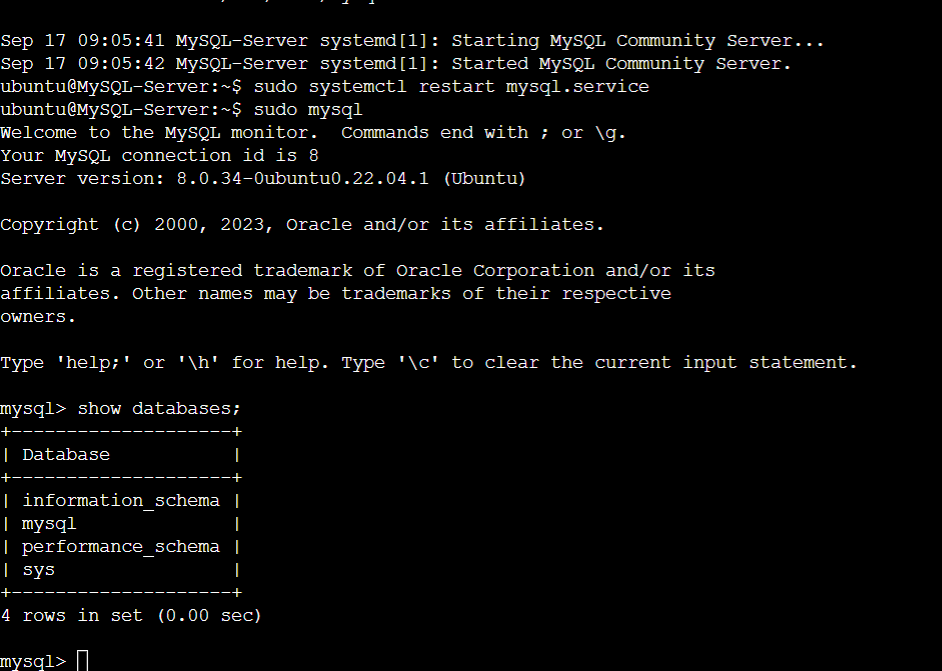 Sep 17 09:05:41 MySQL-Server systemd[1]: Starting MySQL Community Server...
Sep 17 09:05:42 MySQL-Server systemd[1]: Started MySQL Community Server.
ubuntu@MySQL-Server:~$ sudo systemctl restart mysql.service
ubuntu@MySQL-Server:~$ sudo mysql
Welcome to the MySQL monitor.  Commands end with ; or \g.
Your MySQL connection id is 8
Server version: 8.0.34-0ubuntu0.22.04.1 (Ubuntu)

Copyright (c) 2000, 2023, Oracle and/or its affiliates.

Oracle is a registered trademark of Oracle Corporation and/or its
affiliates. Other names may be trademarks of their respective
owners.

Type 'help;' or '\h' for help. Type '\c' to clear the current input statement.

mysql> show databases;
+--------------------+
| Database           |
+--------------------+
| information_schema |
| mysql              |
| performance_schema |
| sys                |
+--------------------+
4 rows in set (0.00 sec)

mysql>